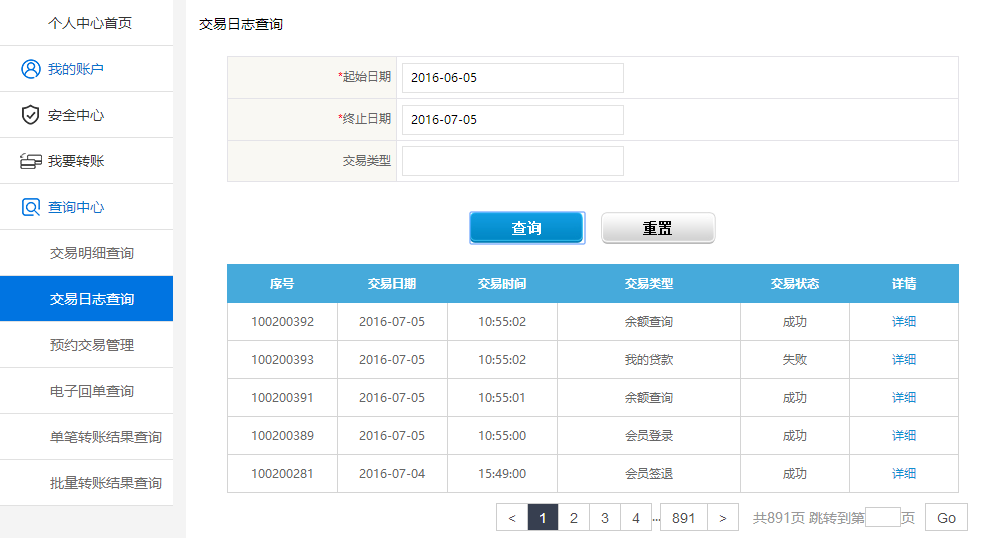 个人中心首页
我的账户
安全中心
我要转账
查询中心
交易明细查询
交易日志查询
预约交易管理
电子回单查询
单笔转账结果查询
批量转账结果查询
交易日志查询
*起始日期 2016-06-05
*终止日期 2016-07-05
交易类型
查询 重置
序号 交易日期 交易时间 交易类型 交易状态 详情
100200392 2016-07-05 10:55:02 余额查询 成功 详细
100200393 2016-07-05 10:55:02 我的贷款 失败 详细
100200391 2016-07-05 10:55:01 余额查询 成功 详细
100200389 2016-07-05 10:55:00 会员登录 成功 详细
100200281 2016-07-04 15:49:00 会员签退 成功 详细
< 1 2 3 4 ... 891 > 共891页 跳转到第 页 Go